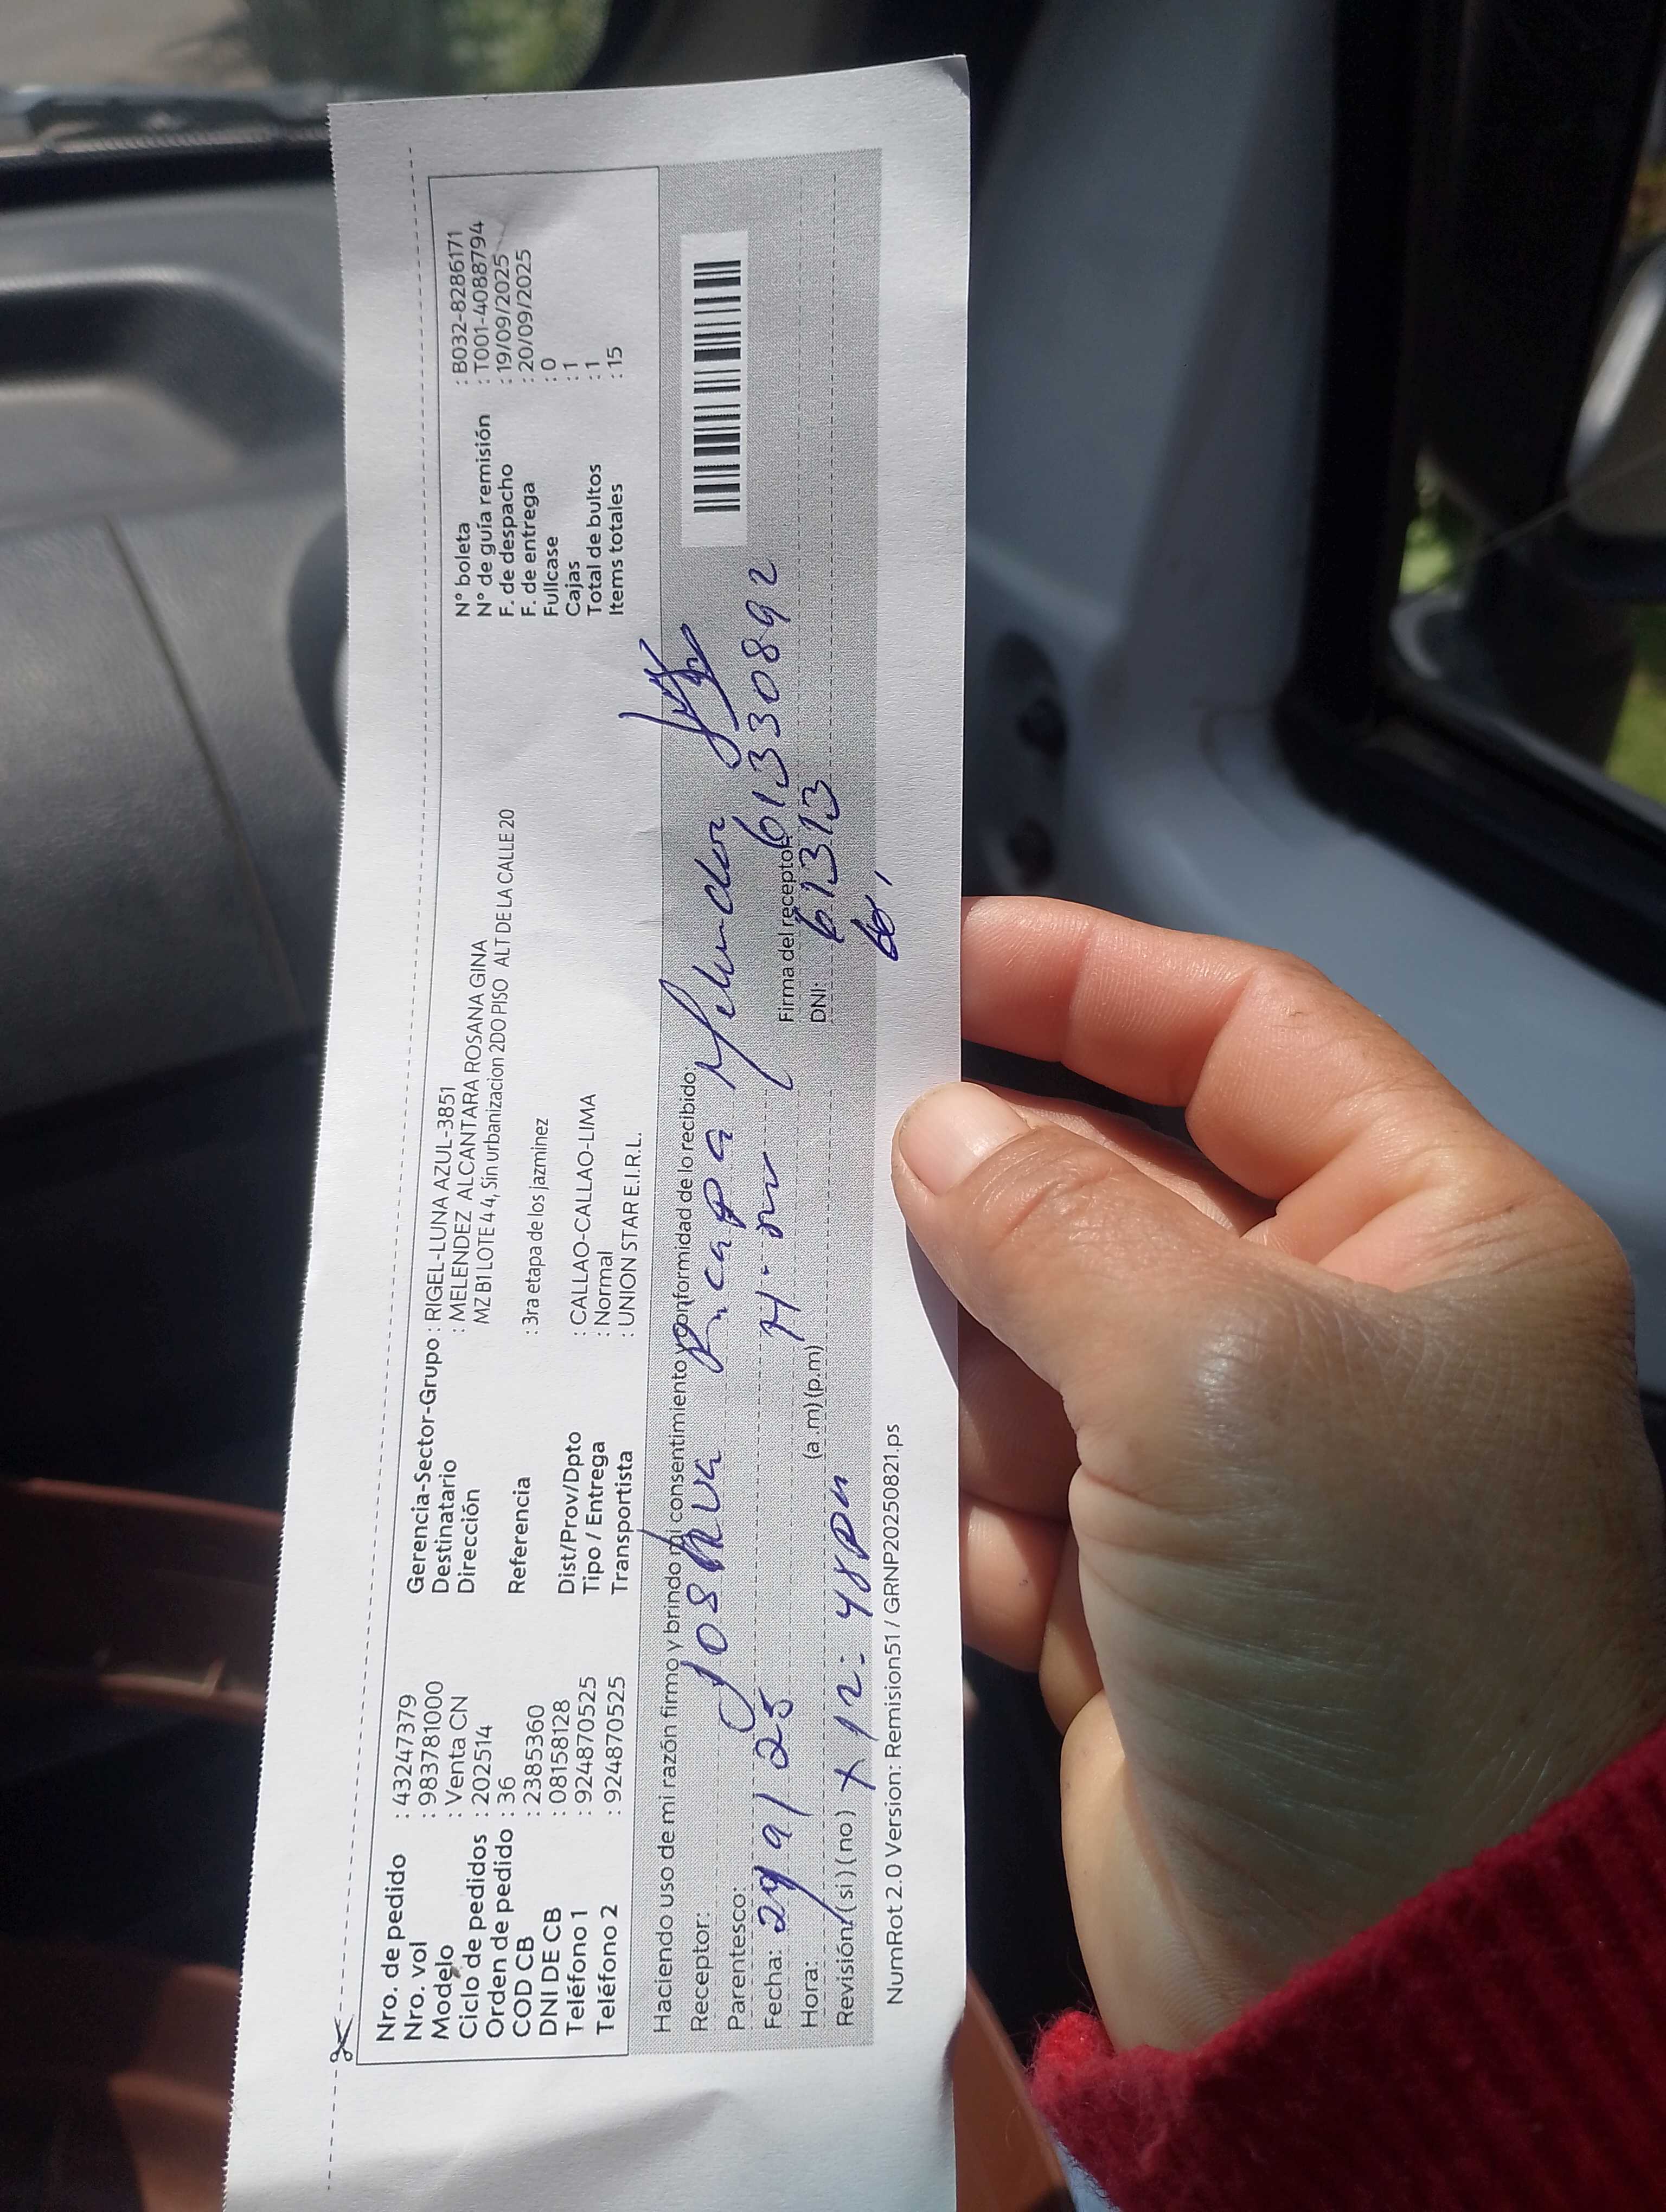 Nro. de pedido : 43247379
Nro. vol : 983781000
Modelo : Venta CN
Ciclo de pedidos : 202514
Orden de pedido : 36
COD CB : 2385360
DNI DE CB : 08158128
Teléfono 1 : 924870525
Teléfono 2 : 924870525
Gerencia-Sector-Grupo : RIGEL-LUNA AZUL-3851
Destinatario : MELENDEZ ALCANTARA ROSANA GINA
Dirección MZ B1 LOTE 4 4, Sin urbanizacion 2DO PISO ALT DE LA CALLE 20
Referencia : 3ra etapa de los jazminez
Dist/Prov/Dpto : CALLAO-CALLAO-LIMA
Tipo / Entrega : Normal
Transportista : UNION STAR E.I.R.L.
N° boleta : B032-8286171
N° de guía remisión : T001-4088794
F. de despacho : 19/09/2025
F. de entrega : 20/09/2025
Fullcase : 0
Cajas : 1
Total de bultos : 1
Items totales : 15
Haciendo uso de mi razón firmo y brindo mi consentimiento y conformidad de lo recibido:
Receptor: Joshua
Parentesco:
Fecha: 9/25
Hora: 12:48pm (a.m) (p.m)
Revisión (si) (no)
Firma del receptor 61330892
DNI: 61313
NumRot 2.0 Version: Remision51 / GRNP20250821.ps